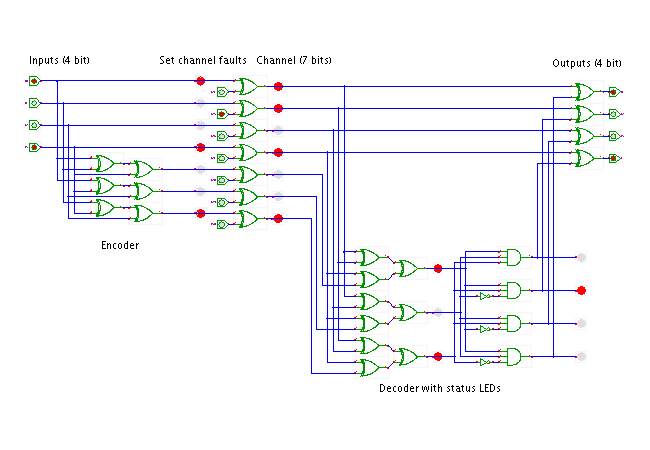 Inputs (4 bit)
Set channel faults
Channel (7 bits)
Outputs (4 bit)
Encoder
Decoder with status LEDs